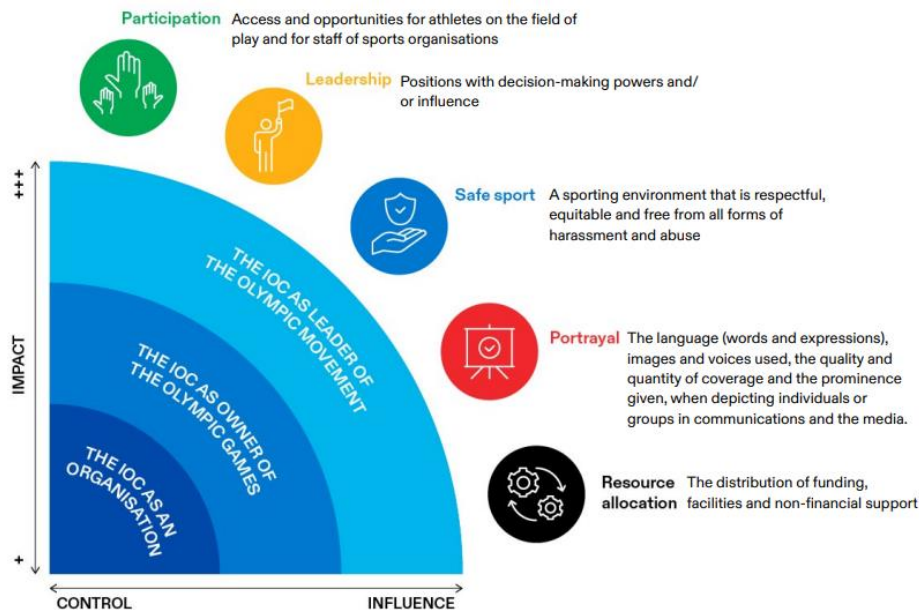 Participation
Access and opportunities for athletes on the field of
play and for staff of sports organisations
Leadership
Positions with decision-making powers and/
or influence
Safe sport
A sporting environment that is respectful,
equitable and free from all forms of
harassment and abuse
Portrayal
The language (words and expressions),
images and voices used, the quality and
quantity of coverage and the prominence
given, when depicting individuals or
groups in communications and the media.
Resource
allocation
The distribution of funding,
facilities and non-financial support
+++
IMPACT
+
THE IOC AS LEADER OF
THE OLYMPIC MOVEMENT
THE IOC AS OWNER OF
THE OLYMPIC GAMES
THE IOC AS AN
ORGANISATION
CONTROL
INFLUENCE